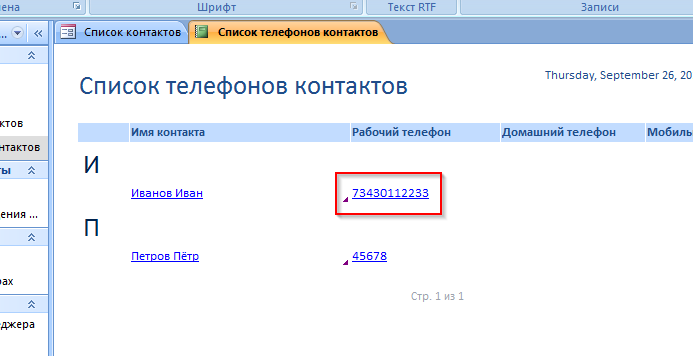 ена Шрифт Текст RTF Записи
Список контактов Список телефонов контактов
Thursday, September 26, 20
Список телефонов контактов
ктов
Имя контакта Рабочий телефон Домашний телефон Мобиль
нтактов
И
ты
Иванов Иван 73430112233
ения ...
П
Петров Пётр 45678
рах
Стр. 1 из 1
еджера